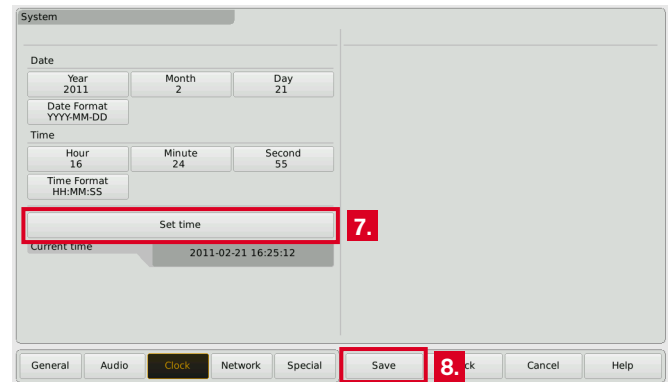 System
Date
Year Month Day
2011 2 21
Date Format
YYYY-MM-DD
Time
Hour Minute Second
16 24 55
Time Format
HH:MM:SS
Set time
7.
Current time
2011-02-21 16:25:12
General Audio Clock Network Special Save 8. ck Cancel Help